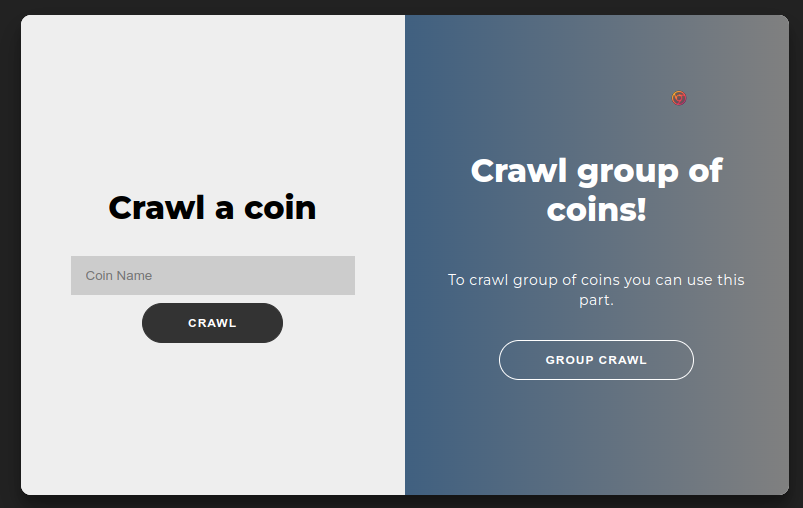 Crawl a coin
Coin Name
CRAWL
Crawl group of
coins!
To crawl group of coins you can use this
part.
GROUP CRAWL